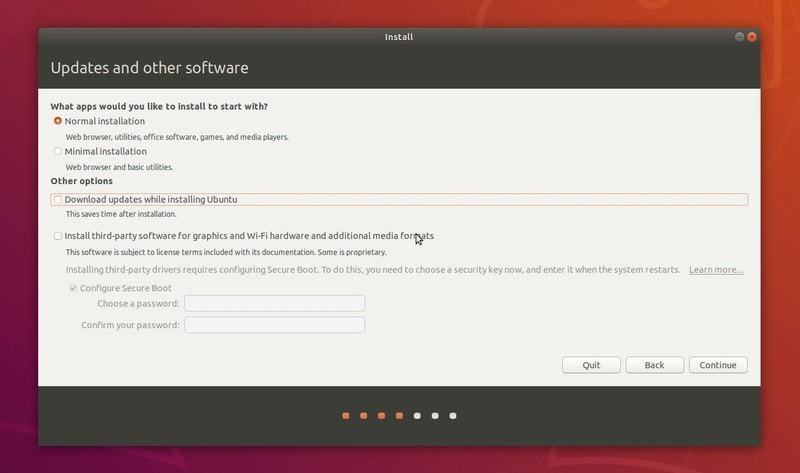 Install
Updates and other software
What apps would you like to install to start with?
Normal installation
Web browser, utilities, office software, games, and media players.
Minimal installation
Web browser and basic utilities.
Other options
Download updates while installing Ubuntu
This saves time after installation.
Install third-party software for graphics and Wi-Fi hardware and additional media formats
This software is subject to license terms included with its documentation. Some is proprietary.
Installing third-party drivers requires configuring Secure Boot. To do this, you need to choose a security key now, and enter it when the system restarts. Learn more...
Configure Secure Boot
Choose a password:
Confirm your password:
Quit Back Continue